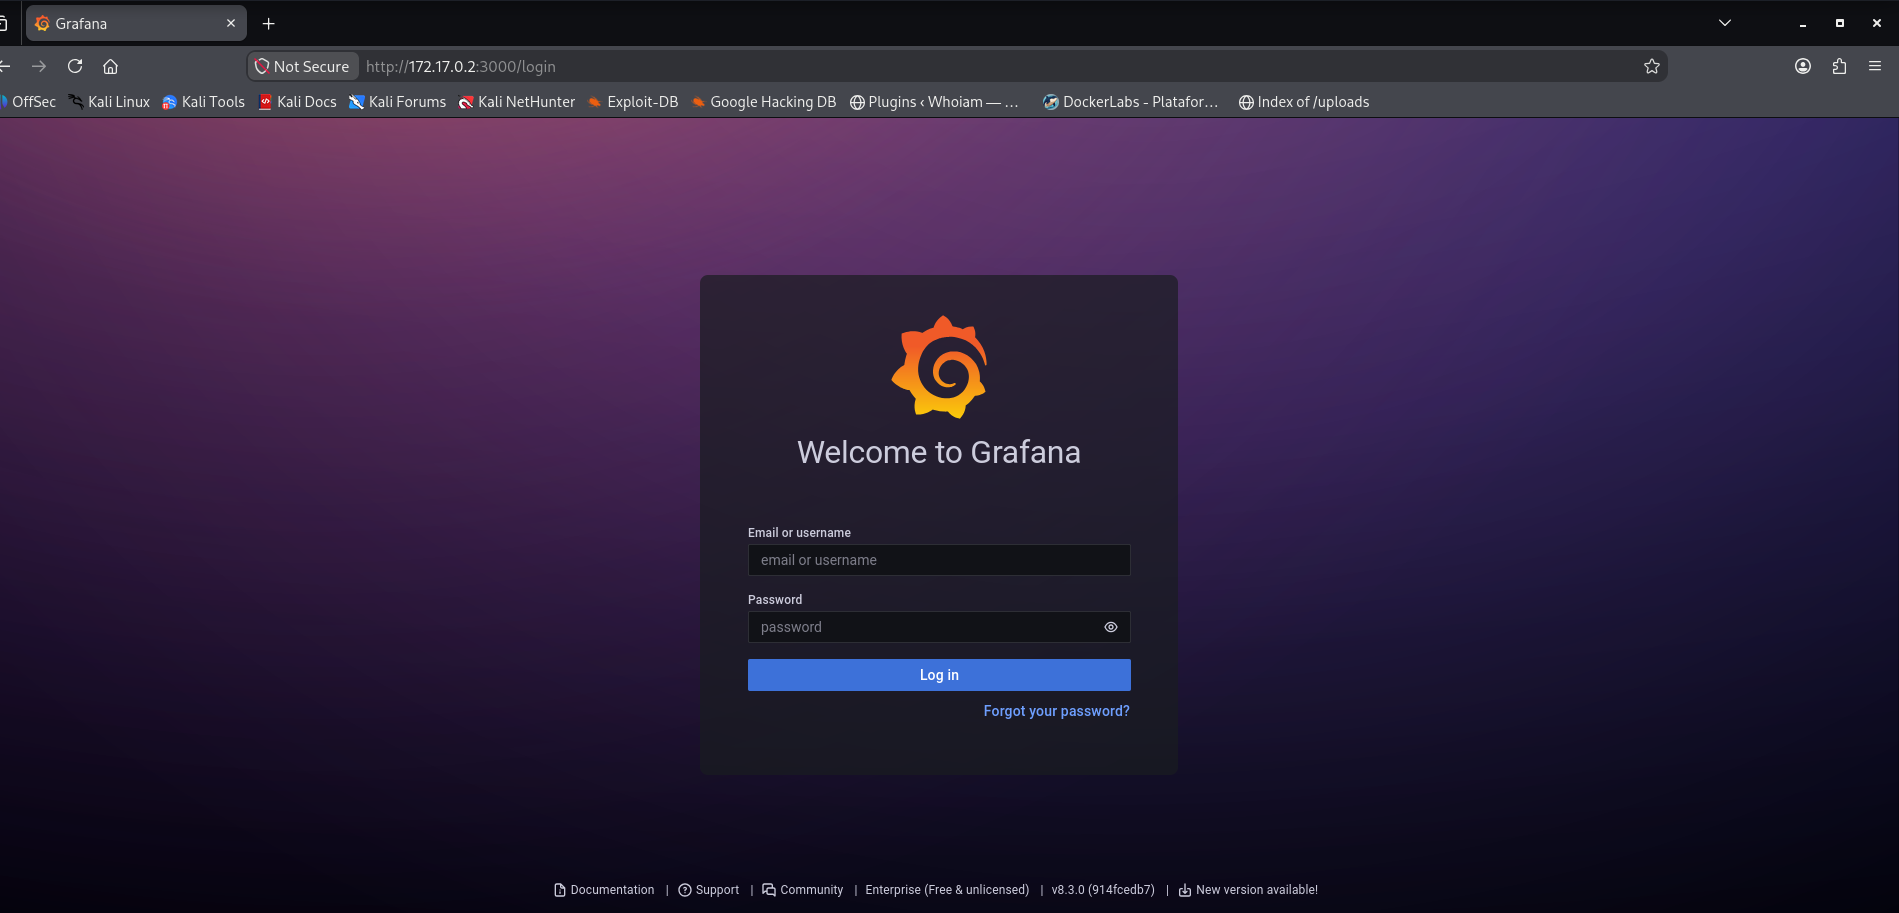 Grafana
Not Secure http://172.17.0.2:3000/login
OffSec Kali Linux Kali Tools Kali Docs Kali Forums Kali NetHunter Exploit-DB Google Hacking DB Plugins ‹ Whoiam — … DockerLabs - Platafor… Index of /uploads
Welcome to Grafana
Email or username
email or username
Password
password
Log in
Forgot your password?
Documentation | Support | Community | Enterprise (Free & unlicensed) | v8.3.0 (914fcedb7) | New version available!